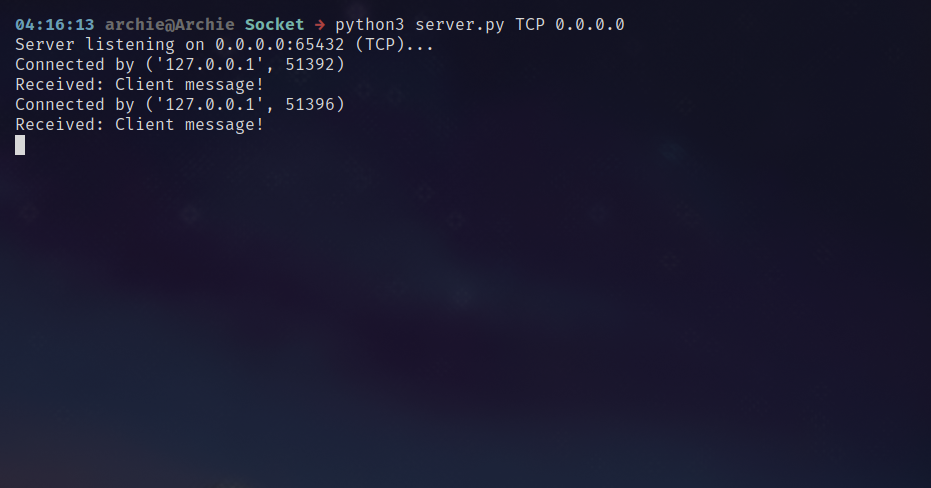 04:16:13 archie@Archie Socket → python3 server.py TCP 0.0.0.0
Server listening on 0.0.0.0:65432 (TCP)...
Connected by ('127.0.0.1', 51392)
Received: Client message!
Connected by ('127.0.0.1', 51396)
Received: Client message!